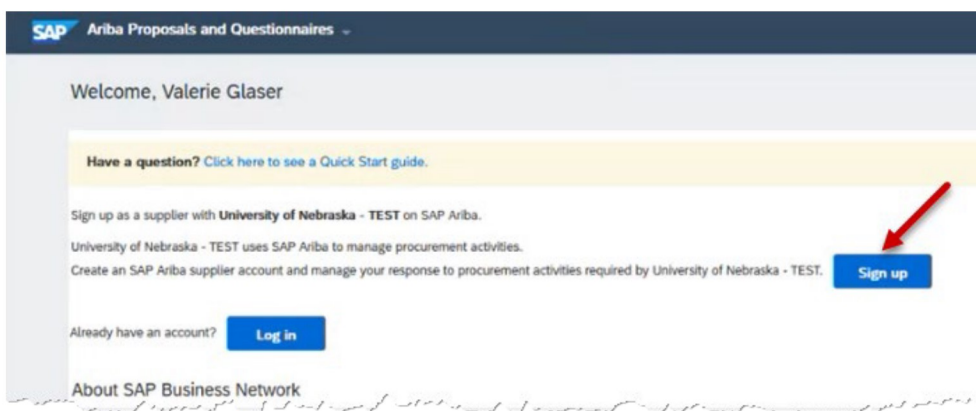 SAP Ariba Proposals and Questionnaires
Welcome, Valerie Glaser
Have a question? Click here to see a Quick Start guide.
Sign up as a supplier with University of Nebraska - TEST on SAP Ariba.
University of Nebraska - TEST uses SAP Ariba to manage procurement activities.
Create an SAP Ariba supplier account and manage your response to procurement activities required by University of Nebraska - TEST. Sign up
Already have an account? Log in
About SAP Business Network